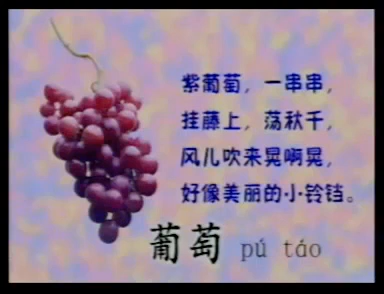 紫葡萄，一串串，
挂藤上，荡秋千，
风儿吹来晃啊晃，
好像美丽的小铃铛。
葡萄 pú táo